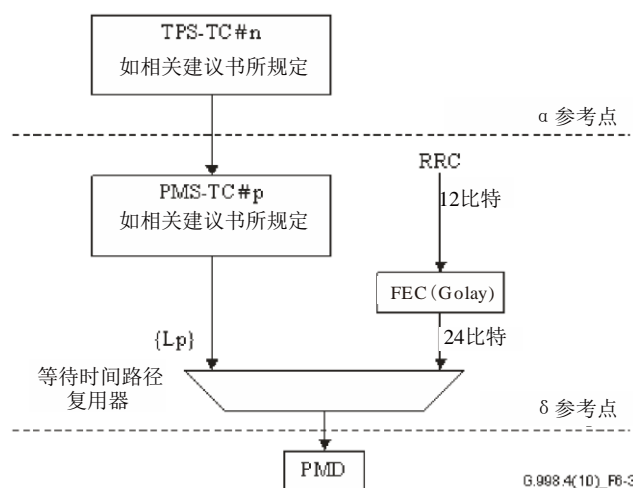 TPS-TC#n
如相关建议书所规定
α参考点
RRC
PMS-TC#p
如相关建议书所规定
12比特
FEC(Golay)
{Lp}
24比特
等待时间路径
复用器
δ参考点
PMD
G.998.4(10)_F6-3